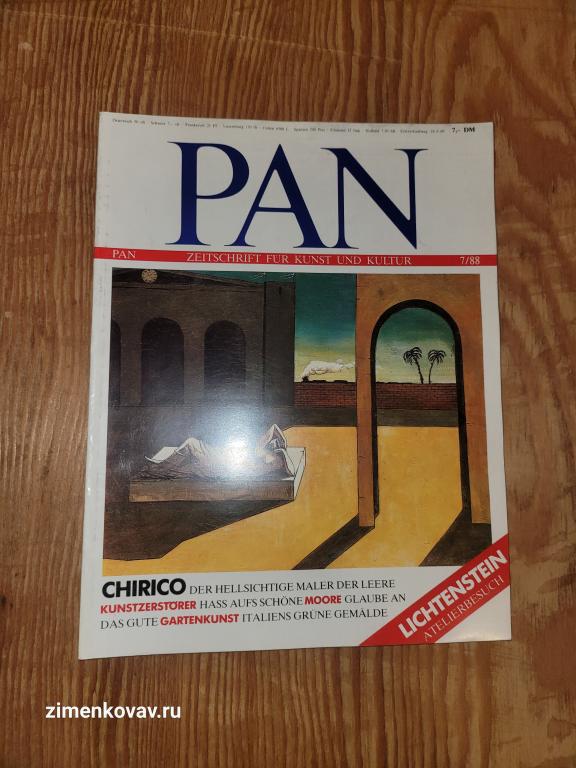 7,- DM
PAN
PAN ZEITSCHRIFT FÜR KUNST UND KULTUR 7/88
CHIRICO DER HELLSICHTIGE MALER DER LEERE
KUNSTZERSTÖRER HASS AUFS SCHÖNE MOORE GLAUBE AN
DAS GUTE GARTENKUNST ITALIENS GRÜNE GEMÄLDE
LICHTENSTEIN
ATELIERBESUCH
zimenkovav.ru